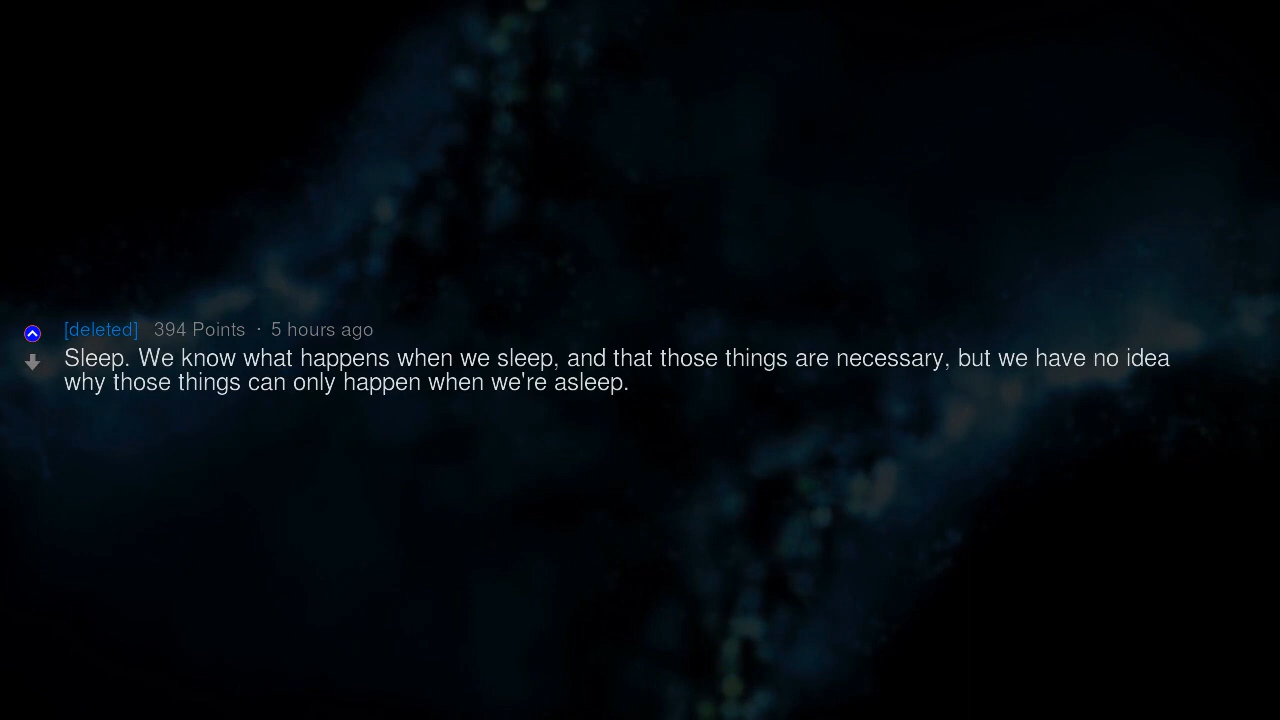 [deleted] 394 Points · 5 hours ago
Sleep. We know what happens when we sleep, and that those things are necessary, but we have no idea
why those things can only happen when we're asleep.